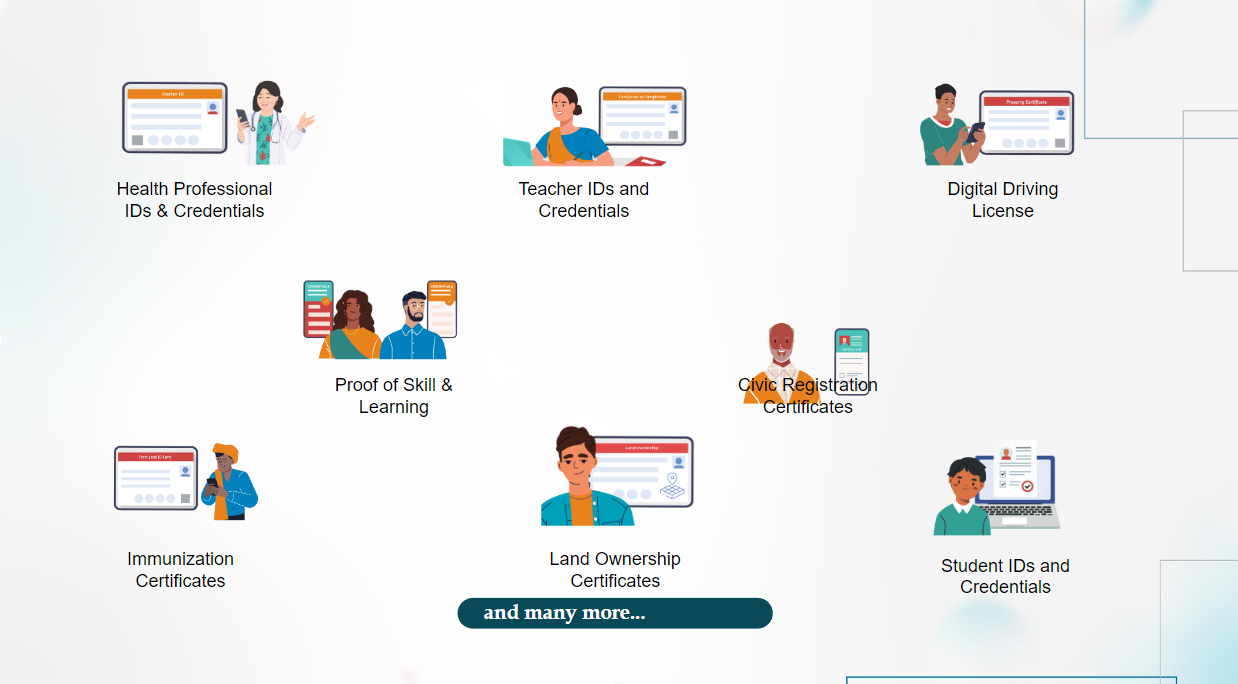 Doctor ID
Health Professional
IDs & Credentials
Certificate of Completion
Teacher IDs and
Credentials
Property Certificate
Digital Driving
License
CREDENTIALS
CREDENTIALS
Proof of Skill &
Learning
Civic Registration
Certificates
Immunization
Certificates
Land ownership
Land Ownership
Certificates
Student IDs and
Credentials
and many more...